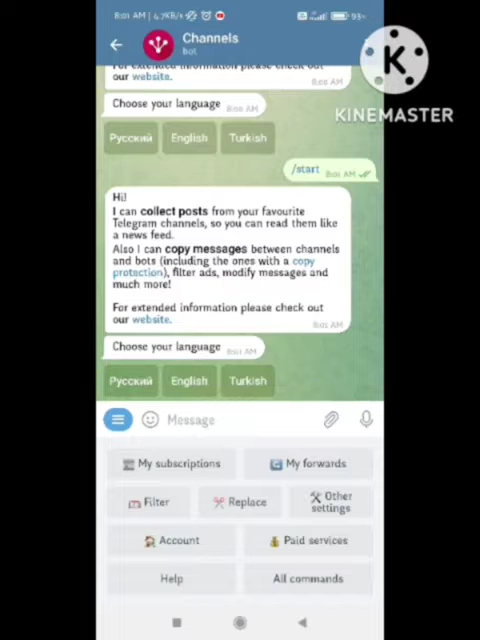 8:01 AM | 4.7KB/s
93
Channels
bot
For extended information please check out
our website.
8:00 AM
Choose your language
8:00 AM
Русский English Turkish
/start 8:01 AM
Hi!
I can collect posts from your favourite
Telegram channels, so you can read them like
a news feed.
Also I can copy messages between channels
and bots (including the ones with a copy
protection), filter ads, modify messages and
much more!
For extended information please check out
our website.
8:01 AM
Choose your language
8:01 AM
Русский English Turkish
Message
My subscriptions My forwards
Filter Replace Other
settings
Account Paid services
Help All commands
K
KINEMASTER